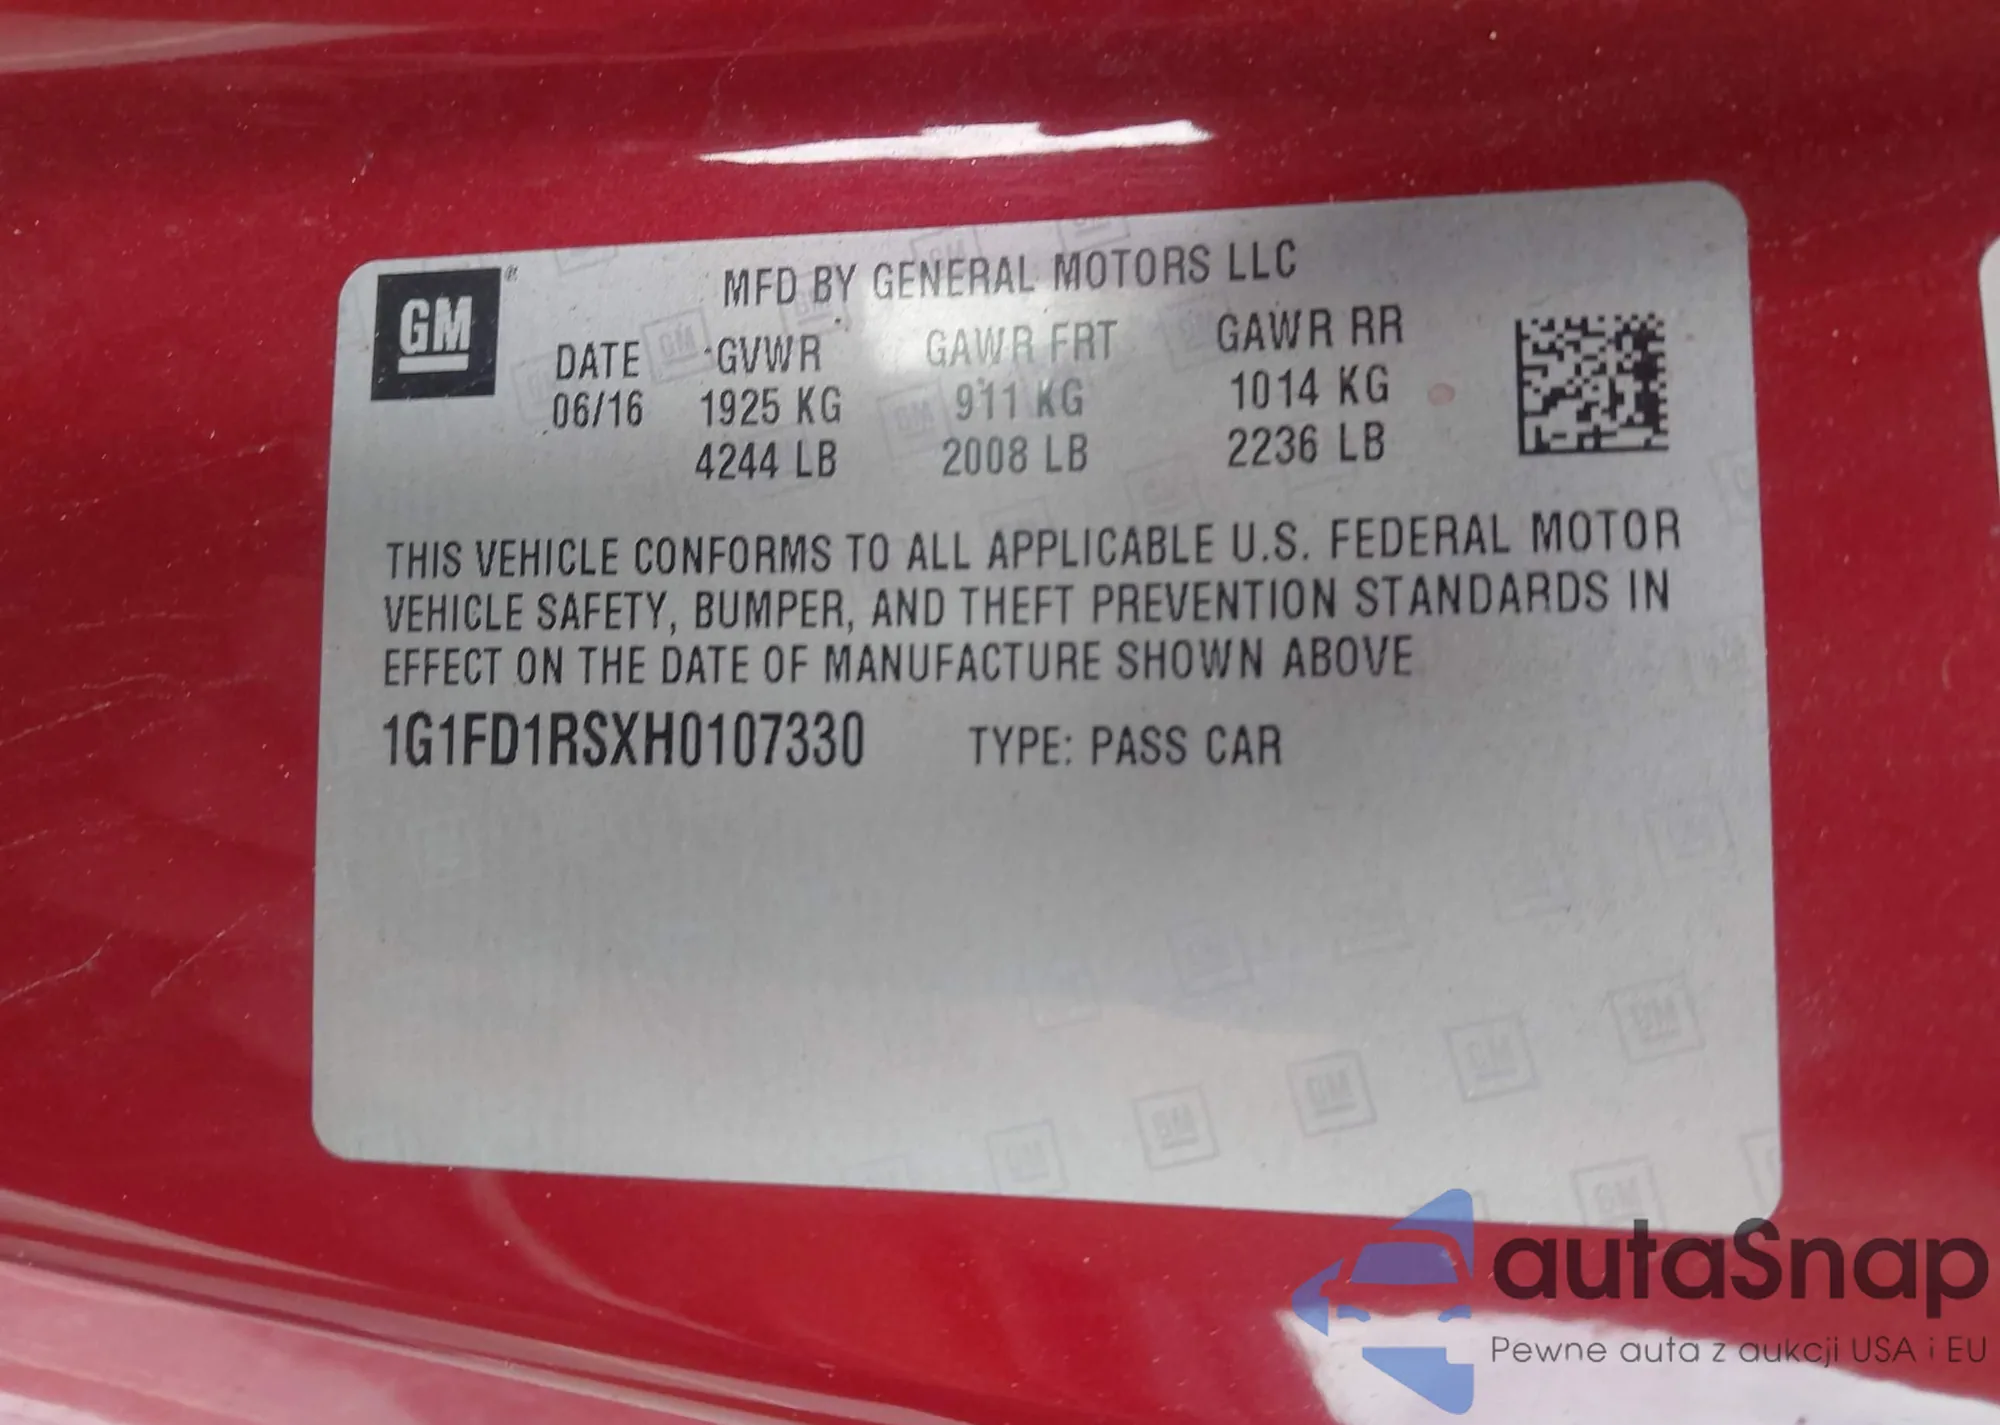 GM
MFD BY GENERAL MOTORS LLC
DATE GVWR GAWR FRT GAWR RR
06/16 1925 KG 911 KG 1014 KG
4244 LB 2008 LB 2236 LB
THIS VEHICLE CONFORMS TO ALL APPLICABLE U.S. FEDERAL MOTOR
VEHICLE SAFETY, BUMPER, AND THEFT PREVENTION STANDARDS IN
EFFECT ON THE DATE OF MANUFACTURE SHOWN ABOVE
1G1FD1RSXH0107330 TYPE: PASS CAR
autaSnap
Pewne auta z aukcji USA i EU